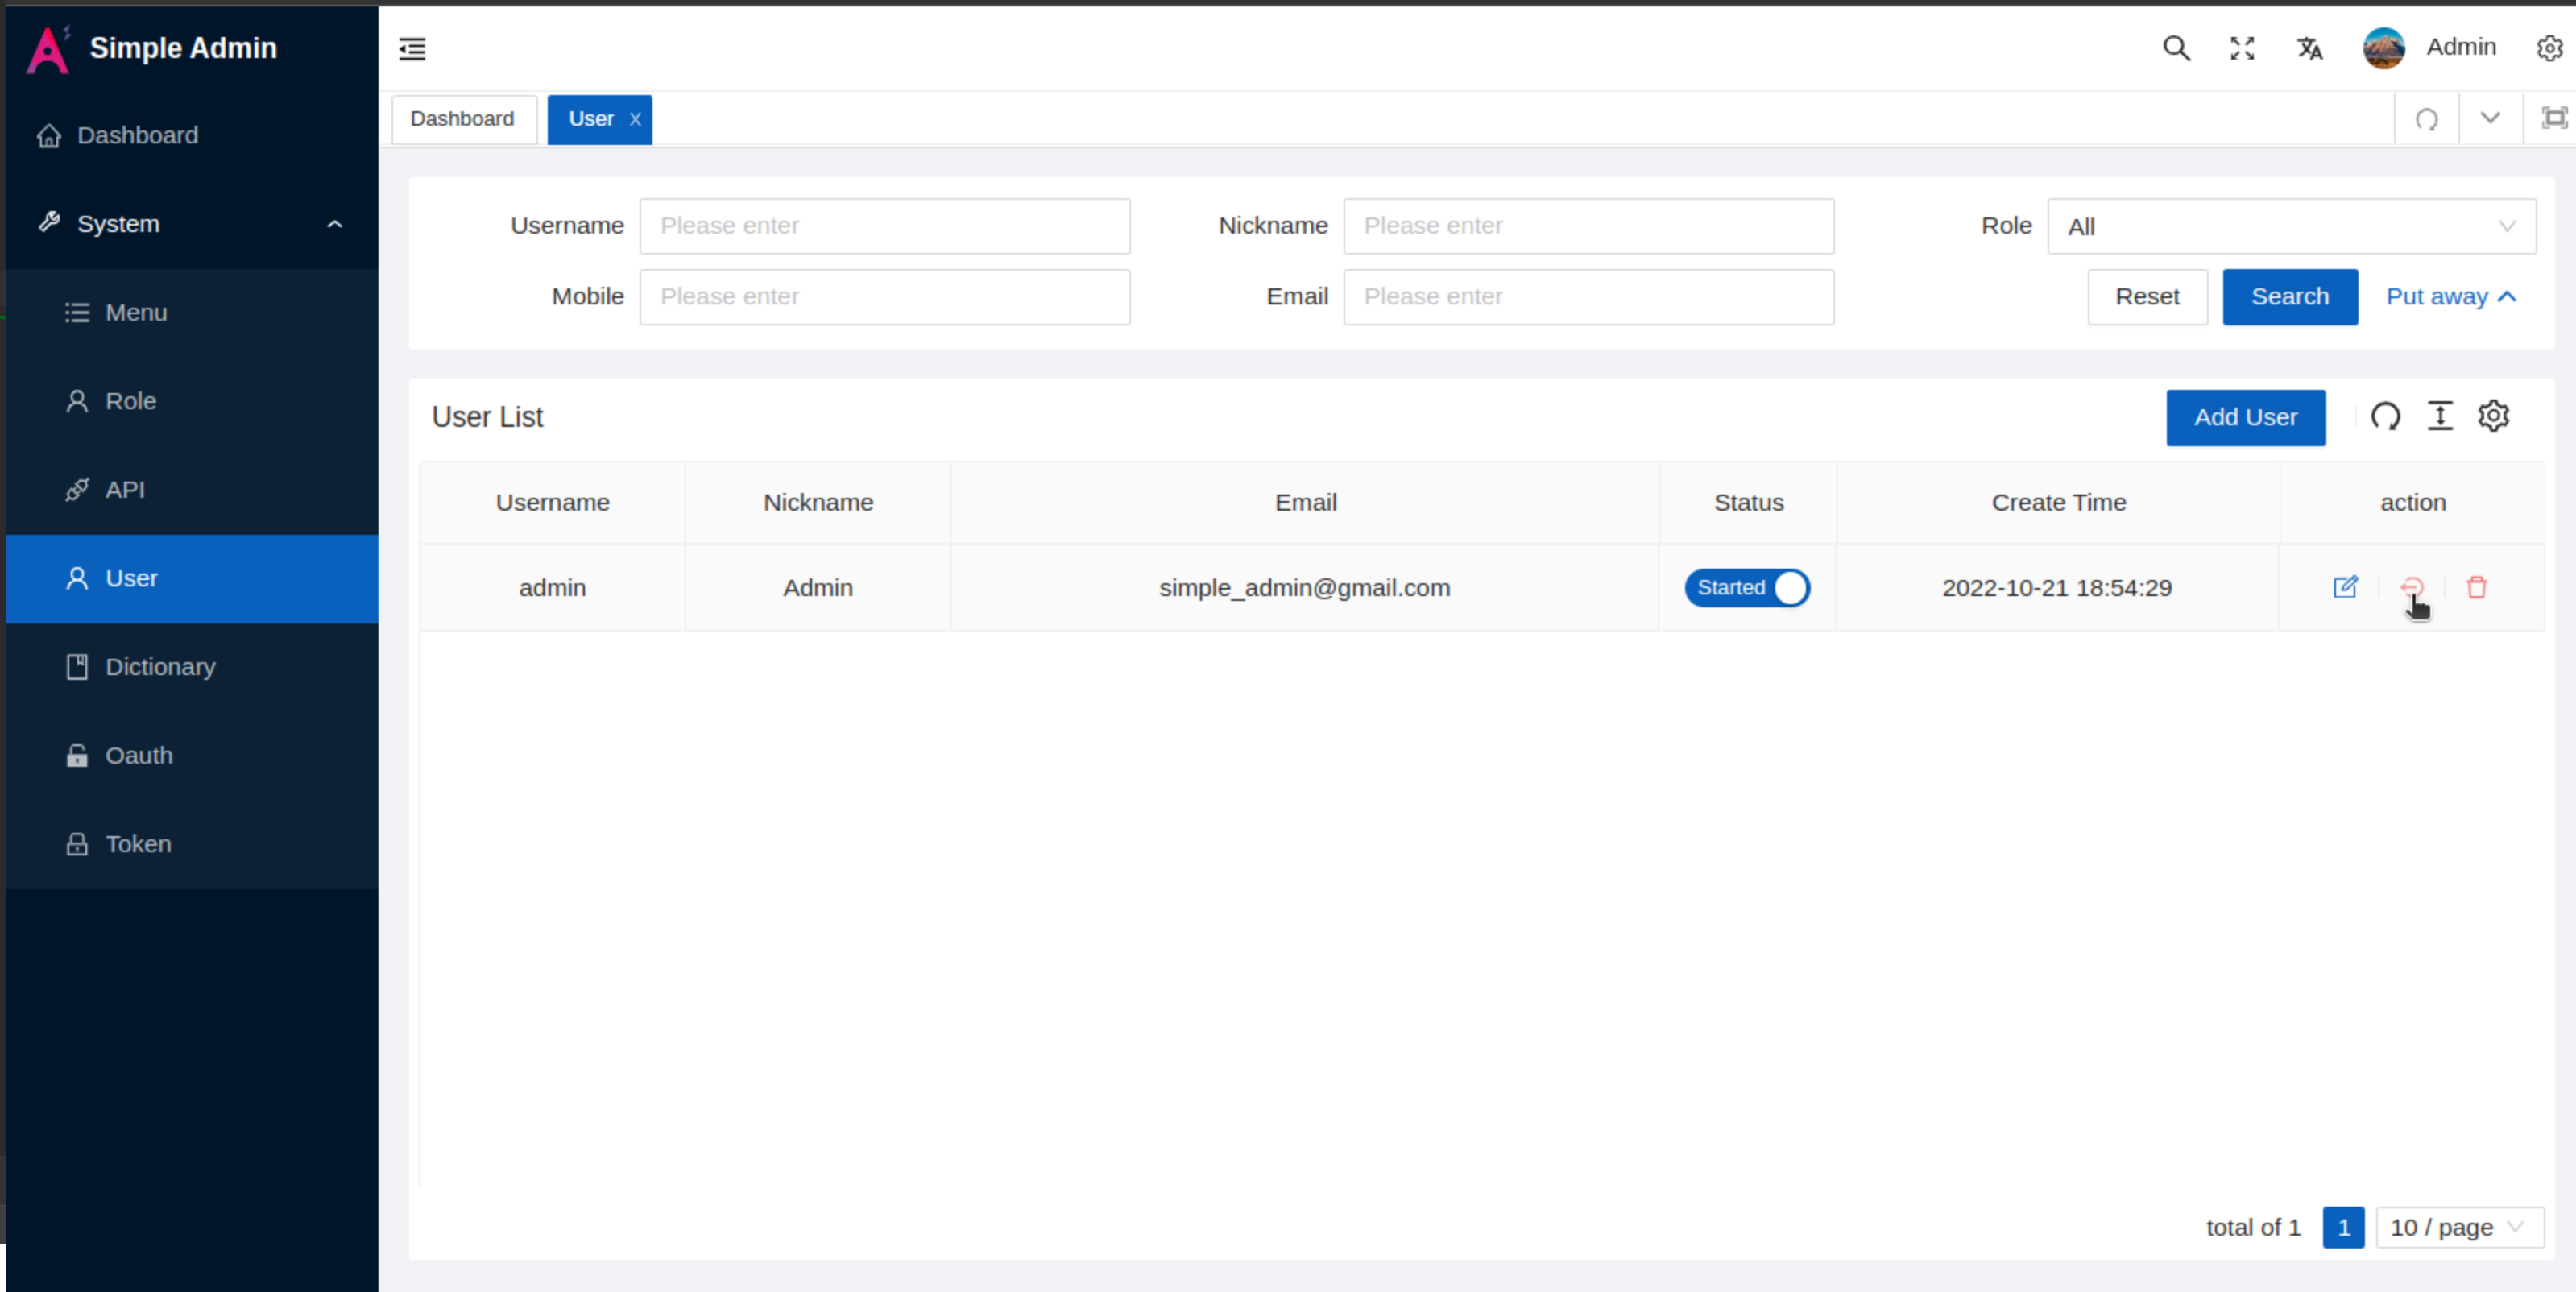 Simple Admin
Admin
Dashboard
System
Menu
Role
API
User
Dictionary
Oauth
Token
Dashboard
User X
Username Please enter Nickname Please enter Role All
Mobile Please enter Email Please enter Reset Search Put away
User List Add User
Username Nickname Email Status Create Time action
admin Admin simple_admin@gmail.com Started 2022-10-21 18:54:29
total of 1 1 10 / page